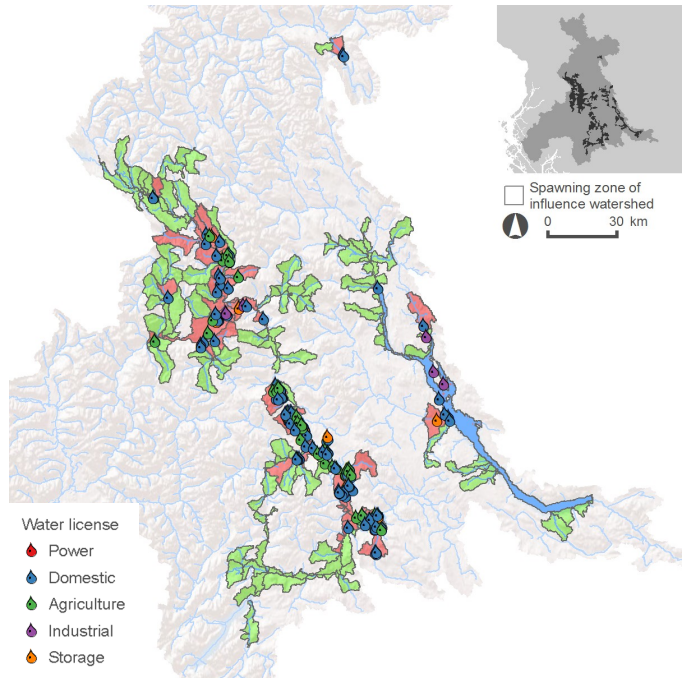 Spawning zone of
influence watershed
0 30 km
Water license
Power
Domestic
Agriculture
Industrial
Storage